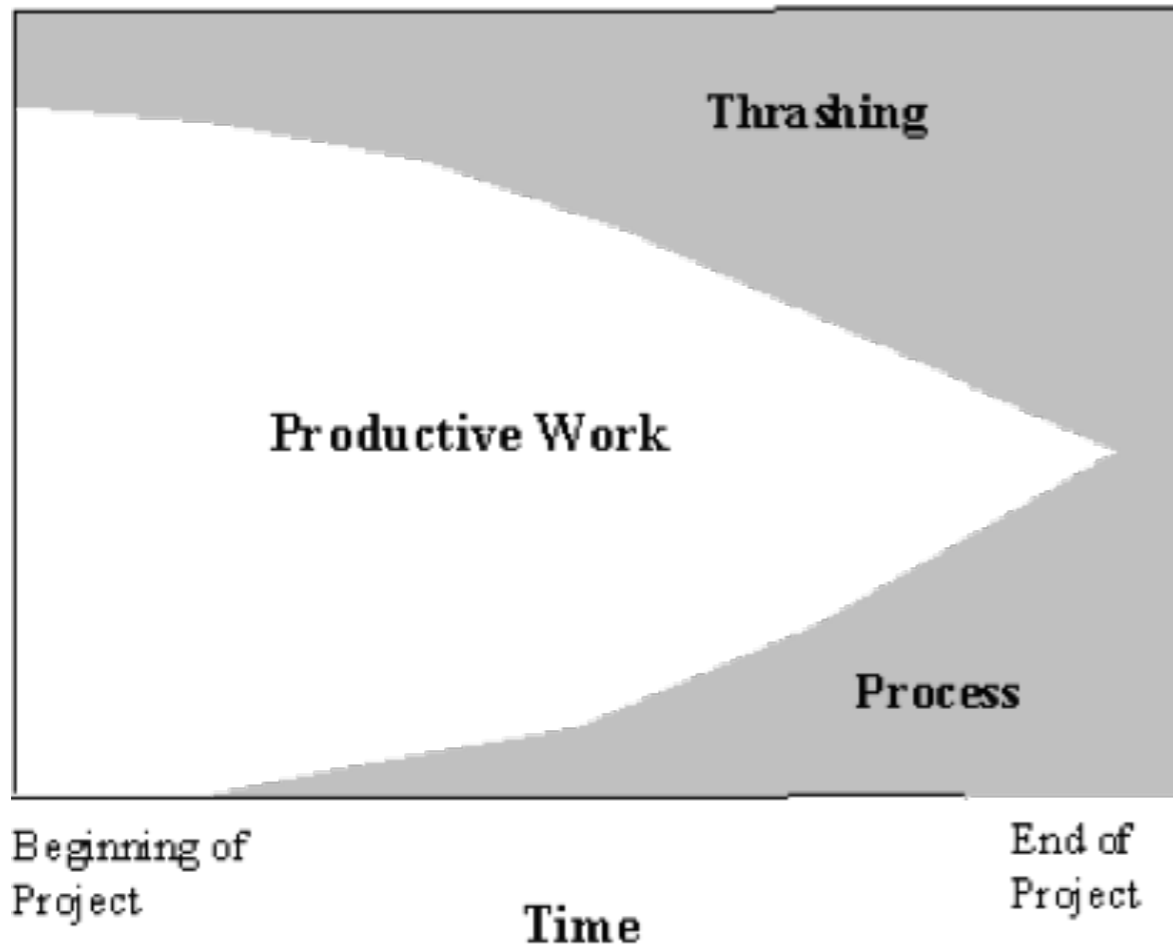 Thrashing
Productive Work
Process
Beginning of
Project
End of
Project
Time